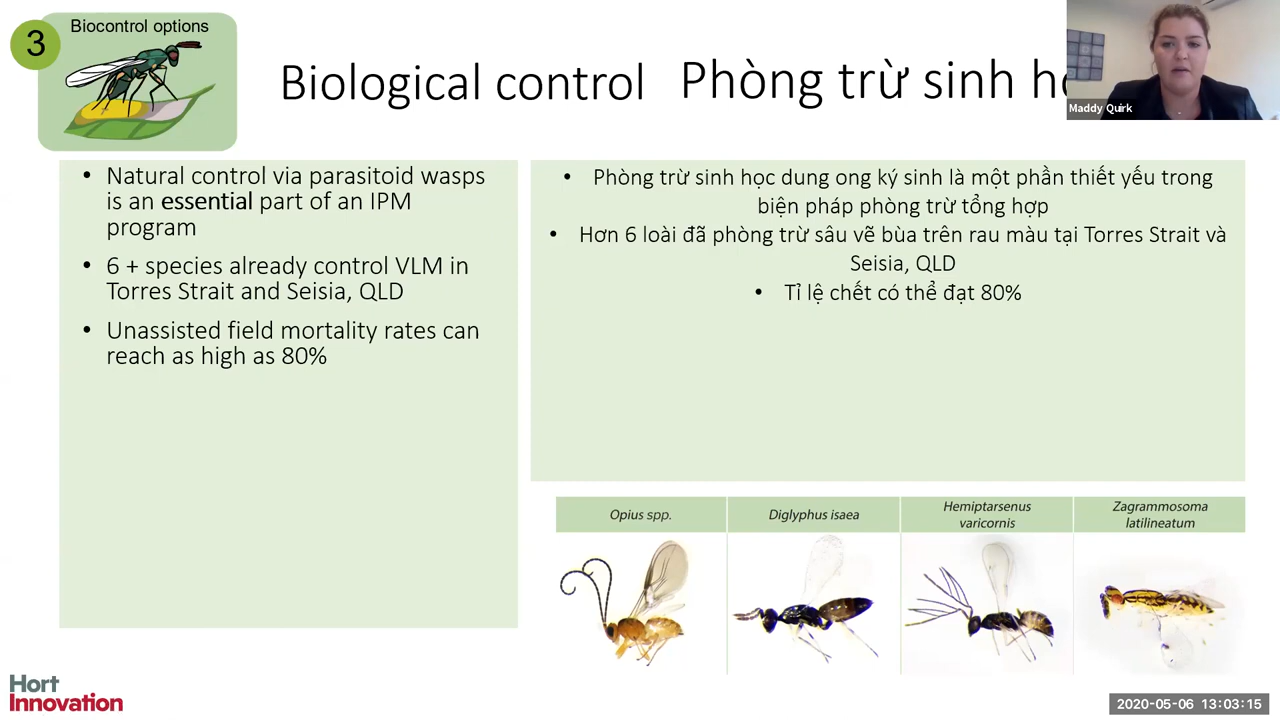 3
Biocontrol options
Biological control
Phòng trừ sinh
Maddy Quirk
• Natural control via parasitoid wasps
is an essential part of an IPM
program
• 6 + species already control VLM in
Torres Strait and Seisia, QLD
• Unassisted field mortality rates can
reach as high as 80%
• Phòng trừ sinh học dung ong ký sinh là một phần thiết yếu trong
biện pháp phòng trừ tổng hợp
• Hơn 6 loài đã phòng trừ sâu vẽ bùa trên rau màu tại Torres Strait và
Seisia, QLD
• Tỉ lệ chết có thể đạt 80%
Opius spp.
Diglyphus isaea
Hemiptarsenus
varicornis
Zagrammosoma
latilineatum
Hort
Innovation
2020-05-06 13:03:15